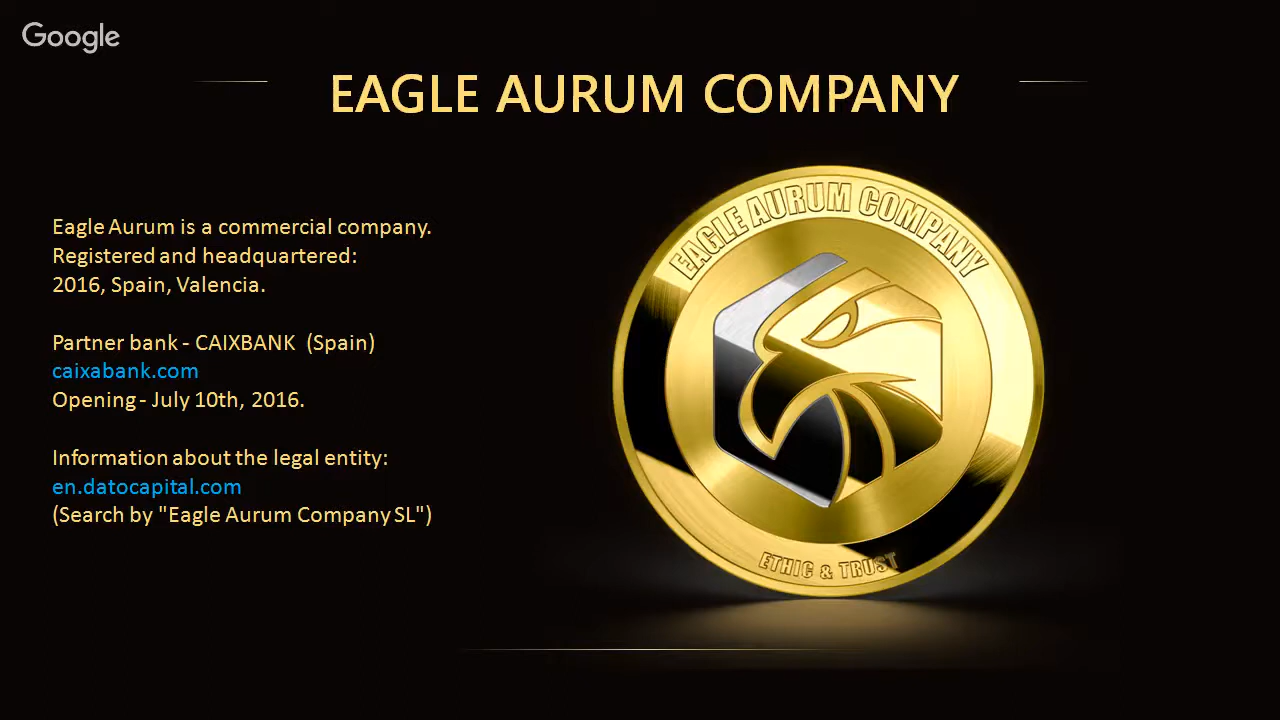 Google
EAGLE AURUM COMPANY
Eagle Aurum is a commercial company.
Registered and headquartered:
2016, Spain, Valencia.
Partner bank - CAIXBANK (Spain)
caixabank.com
Opening - July 10th, 2016.
Information about the legal entity:
en.datocapital.com
(Search by "Eagle Aurum Company SL")
EAGLE AURUM COMPANY
ETHIC & TRUST